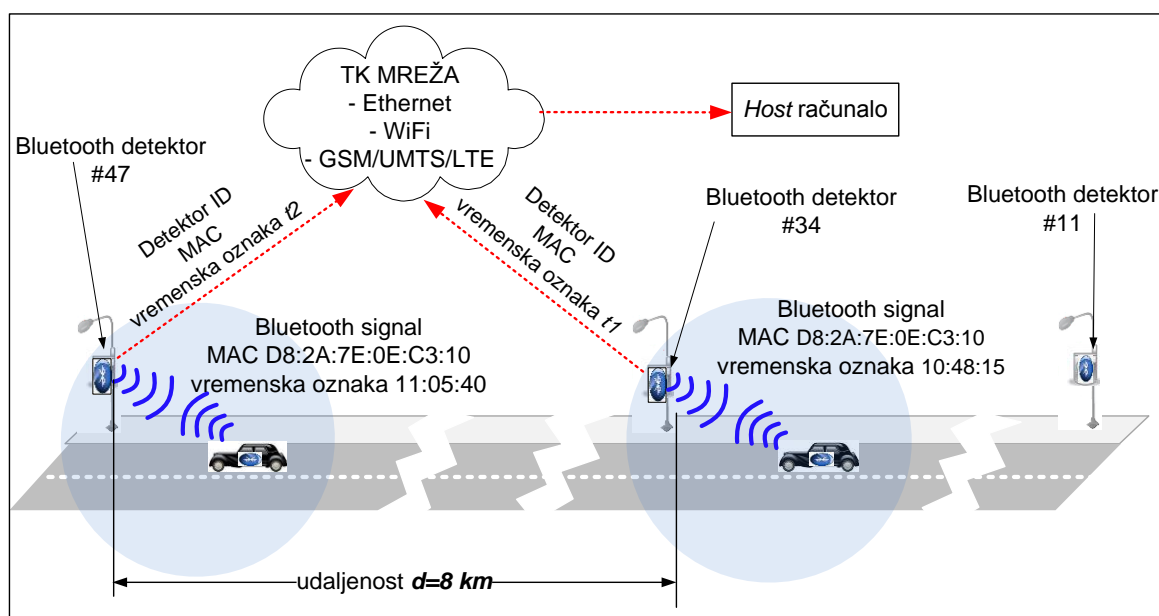 TK MREŽA
- Ethernet
- WiFi
- GSM/UMTS/LTE
Host računalo
Bluetooth detektor
#47
Detektor ID
MAC
vremenska oznaka t2
Detektor ID
MAC
vremenska oznaka t1
Bluetooth detektor
#34
Bluetooth detektor
#11
Bluetooth signal
MAC D8:2A:7E:0E:C3:10
vremenska oznaka 11:05:40
Bluetooth signal
MAC D8:2A:7E:0E:C3:10
vremenska oznaka 10:48:15
udaljenost d=8 km